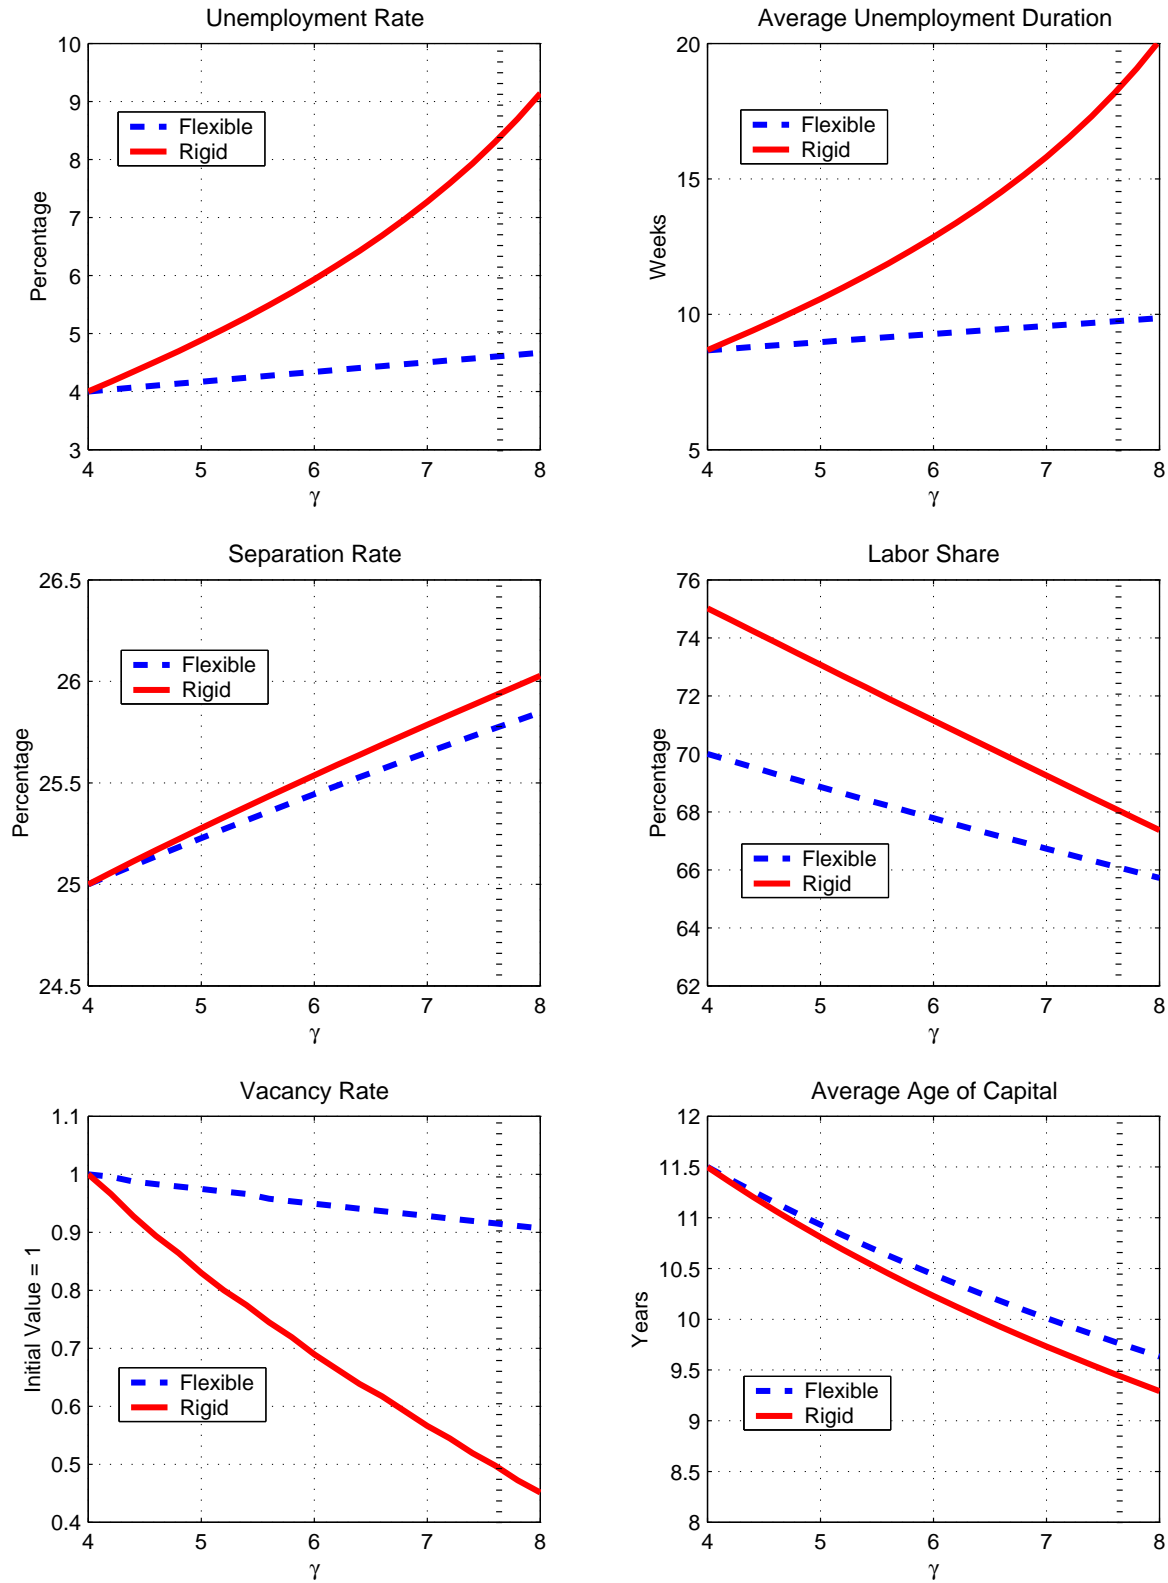 Unemployment Rate
10
9
8
7
6
5
4
3
Percentage
Flexible
Rigid
4 5 6 7 8
γ
Average Unemployment Duration
20
15
10
5
Weeks
Flexible
Rigid
4 5 6 7 8
γ
Separation Rate
26.5
26
25.5
25
24.5
Percentage
Flexible
Rigid
4 5 6 7 8
γ
Labor Share
76
74
72
70
68
66
64
62
Percentage
Flexible
Rigid
4 5 6 7 8
γ
Vacancy Rate
1.1
1
0.9
0.8
0.7
0.6
0.5
0.4
Initial Value = 1
Flexible
Rigid
4 5 6 7 8
γ
Average Age of Capital
12
11.5
11
10.5
10
9.5
9
8.5
8
Years
Flexible
Rigid
4 5 6 7 8
γ